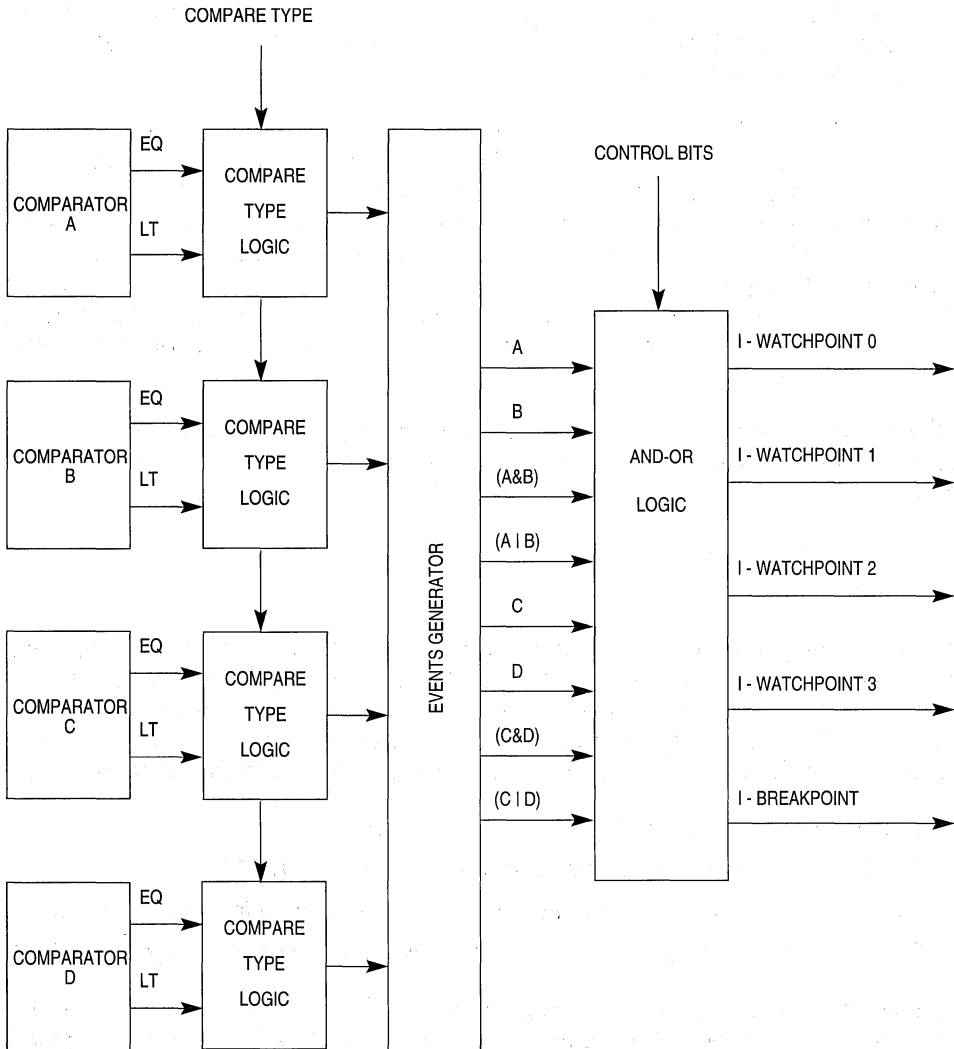 COMPARE TYPE
COMPARATOR
A
EQ
LT
COMPARE
TYPE
LOGIC
COMPARATOR
B
EQ
LT
COMPARE
TYPE
LOGIC
COMPARATOR
C
EQ
LT
COMPARE
TYPE
LOGIC
COMPARATOR
D
EQ
LT
COMPARE
TYPE
LOGIC
EVENTS GENERATOR
A
B
(A&B)
(A | B)
C
D
(C&D)
(C | D)
CONTROL BITS
AND-OR
LOGIC
I - WATCHPOINT 0
I - WATCHPOINT 1
I - WATCHPOINT 2
I - WATCHPOINT 3
I - BREAKPOINT